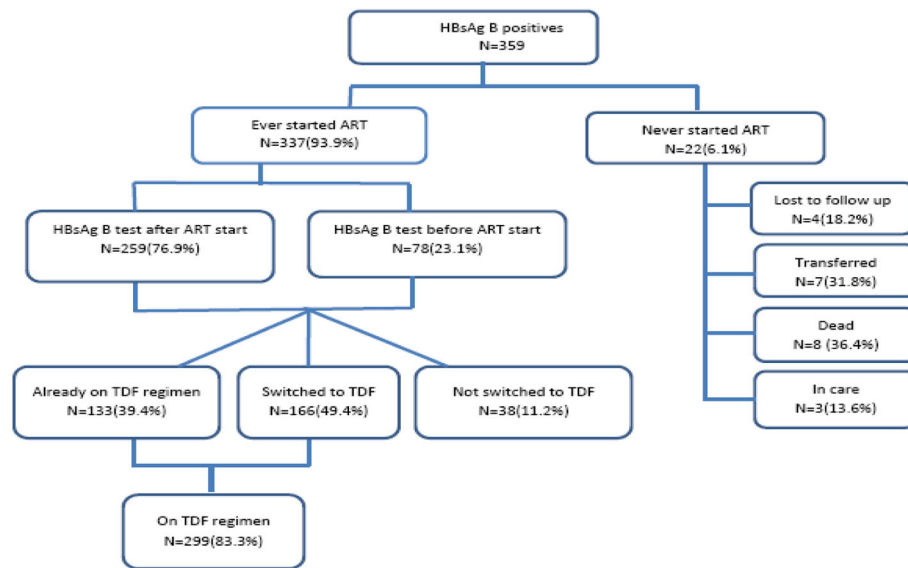 HBsAg B positives
N=359
Ever started ART
N=337(93.9%)
Never started ART
N=22(6.1%)
HBsAg B test after ART start
N=259(76.9%)
HBsAg B test before ART start
N=78(23.1%)
Lost to follow up
N=4(18.2%)
Transferred
N=7(31.8%)
Dead
N=8 (36.4%)
In care
N=3(13.6%)
Already on TDF regimen
N=133(39.4%)
Switched to TDF
N=166(49.4%)
Not switched to TDF
N=38(11.2%)
On TDF regimen
N=299(83.3%)